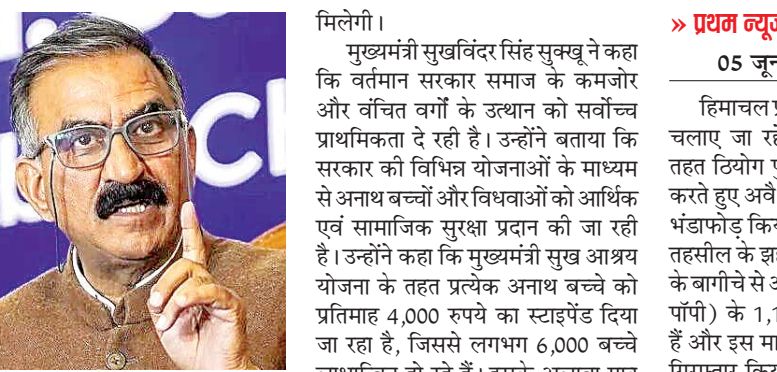 मिलेगी।
मुख्यमंत्री सुखविंदर सिंह सुक्खू ने कहा
कि वर्तमान सरकार समाज के कमजोर
और वंचित वर्गों के उत्थान को सर्वोच्च
प्राथमिकता दे रही है। उन्होंने बताया कि
सरकार की विभिन्न योजनाओं के माध्यम
से अनाथ बच्चों और विधवाओं को आर्थिक
एवं सामाजिक सुरक्षा प्रदान की जा रही
है। उन्होंने कहा कि मुख्यमंत्री सुख आश्रय
योजना के तहत प्रत्येक अनाथ बच्चे को
प्रतिमाह 4,000 रुपये का स्टाइपेंड दिया
जा रहा है, जिससे लगभग 6,000 बच्चे
» प्रथम न्यूज
05 जून
हिमाचल
चलाए जा रहे
तहत ठियोग
करते हुए
भंडाफोड़
तहसील के
के बागीचे से
पॉपी) के 1,1
हैं और इस